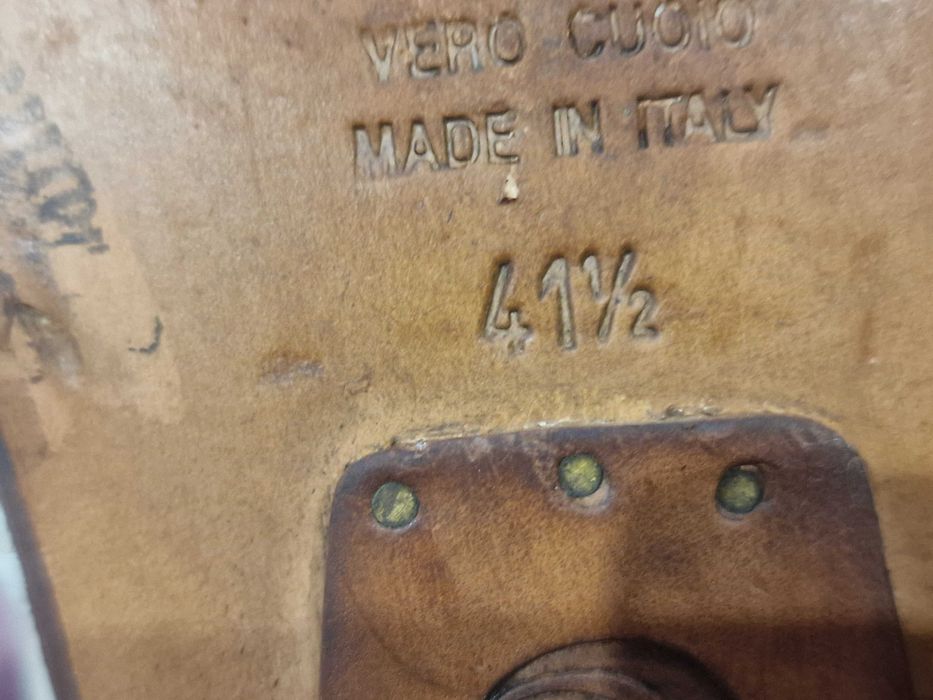 VERO CUOIO
MADE IN ITALY
41½